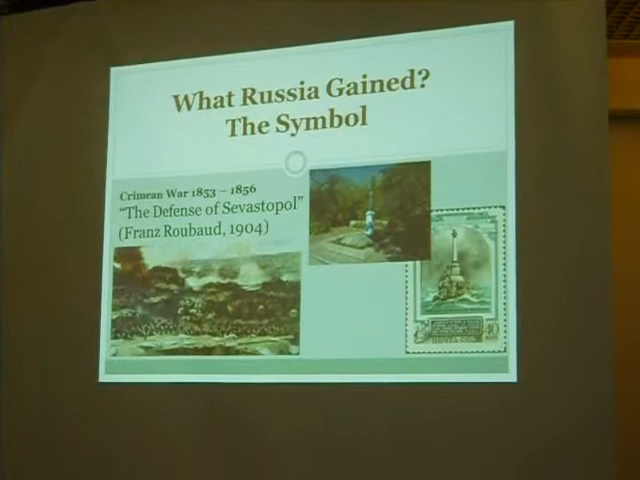 What Russia Gained?
The Symbol
Crimean War 1853 – 1856
“The Defense of Sevastopol”
(Franz Roubaud, 1904)
40